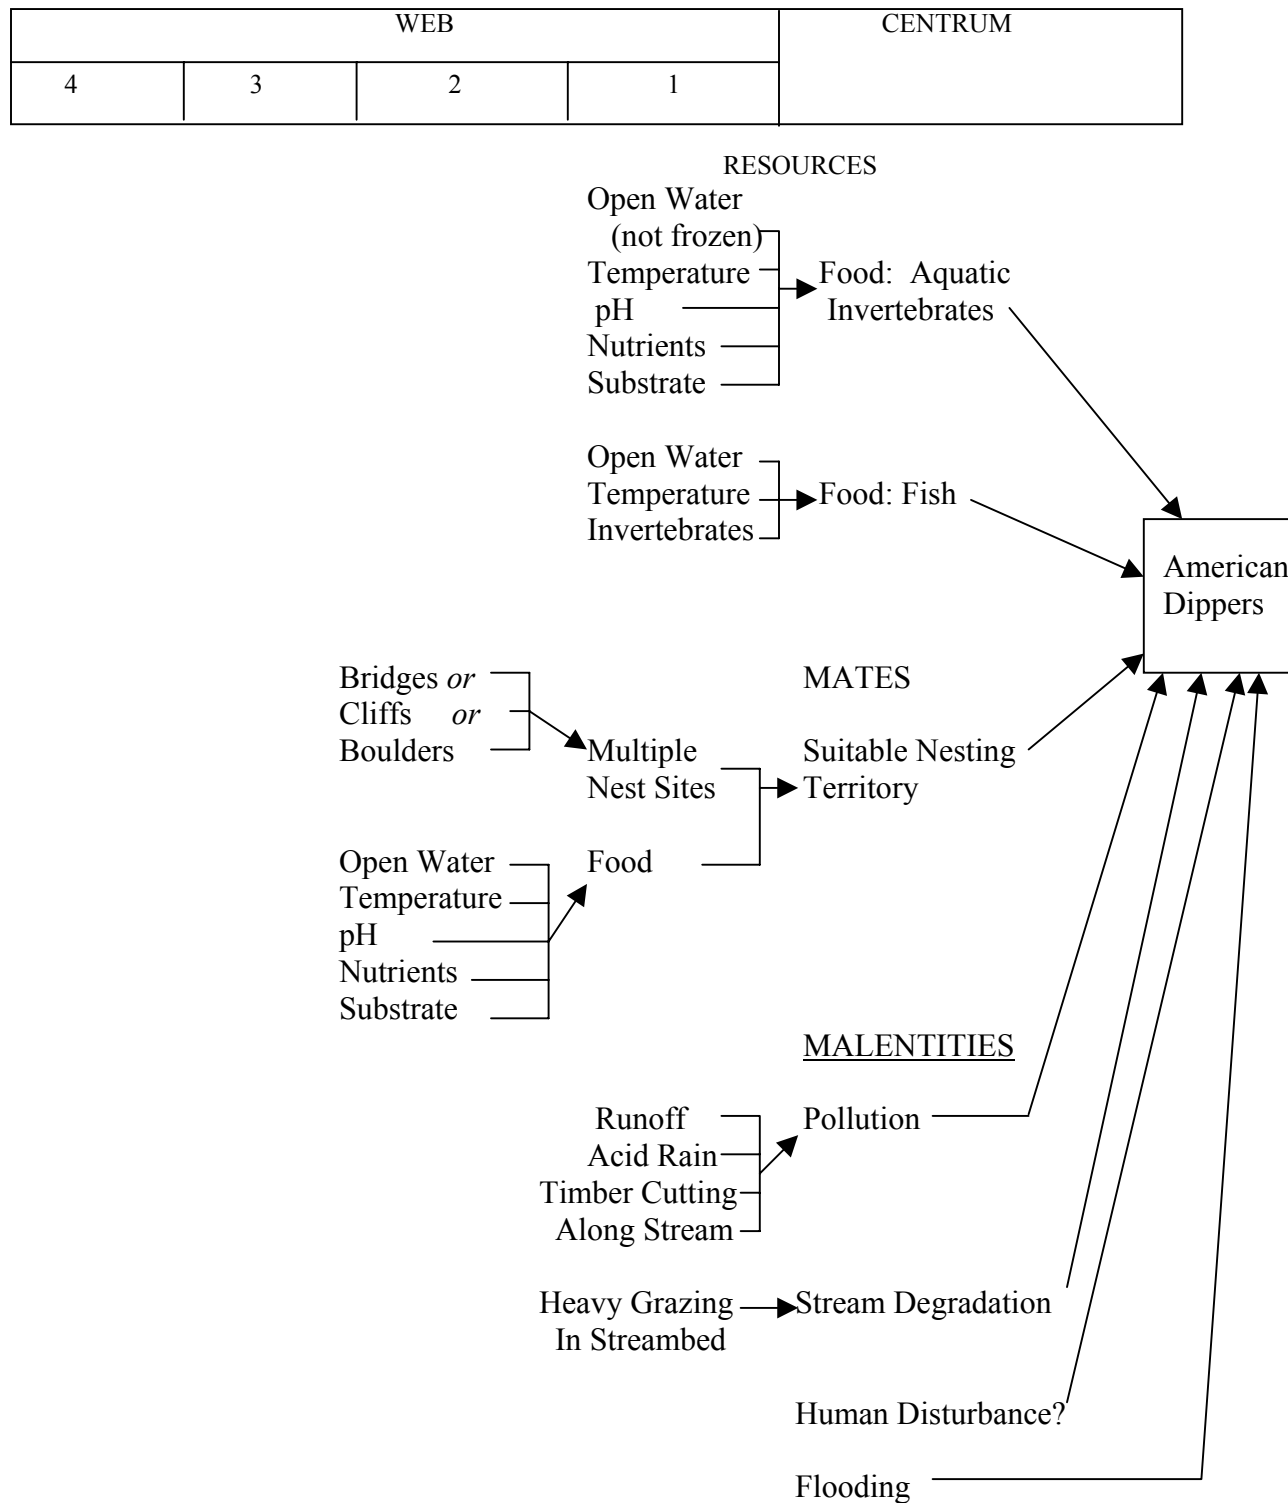 WEB
CENTRUM
4
3
2
1
RESOURCES
Open Water
(not frozen)
Temperature
pH
Nutrients
Substrate
Food: Aquatic
Invertebrates
Open Water
Temperature
Invertebrates
Food: Fish
American
Dippers
Bridges or
Cliffs or
Boulders
Multiple
Nest Sites
MATES
Suitable Nesting
Territory
Open Water
Temperature
pH
Nutrients
Substrate
Food
MALENTITIES
Runoff
Acid Rain
Timber Cutting
Along Stream
Pollution
Heavy Grazing
In Streambed
Stream Degradation
Human Disturbance?
Flooding